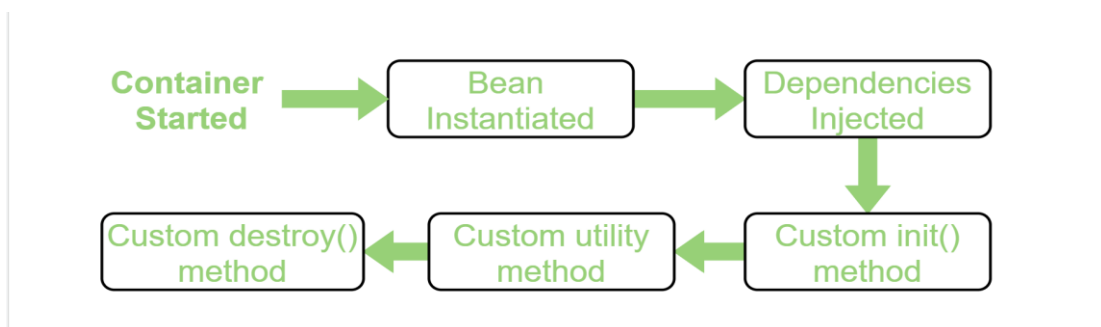 Container
Started
Bean
Instantiated
Dependencies
Injected
Custom init()
method
Custom utility
method
Custom destroy()
method